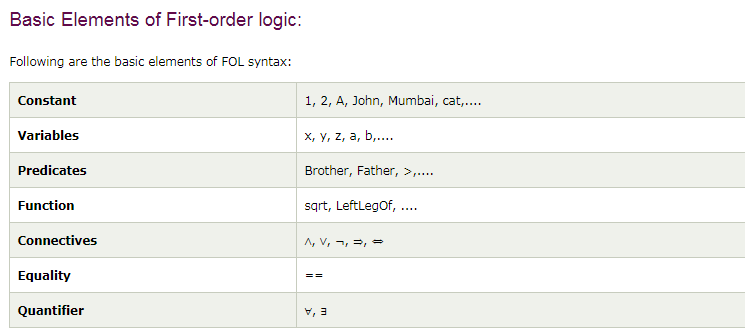 Basic Elements of First-order logic:
Following are the basic elements of FOL syntax:
Constant 1, 2, A, John, Mumbai, cat,....
Variables x, y, z, a, b,....
Predicates Brother, Father, >,....
Function sqrt, LeftLegOf, ....
Connectives ∧, ∨, ¬, ⇒, ⇔
Equality ==
Quantifier ∀, ∃